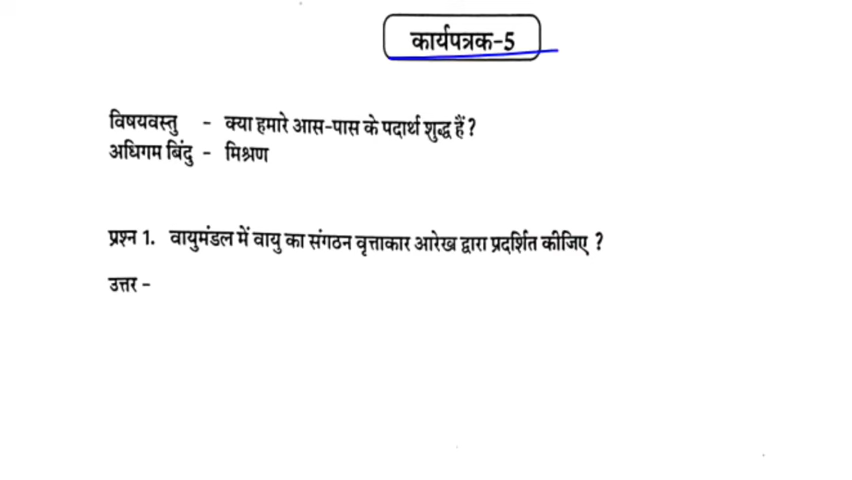 कार्यपत्रक-5
विषयवस्तु - क्या हमारे आस-पास के पदार्थ शुद्ध हैं ?
अधिगम बिंदु - मिश्रण
प्रश्न 1. वायुमंडल में वायु का संगठन वृत्ताकार आरेख द्वारा प्रदर्शित कीजिए ?
उत्तर -